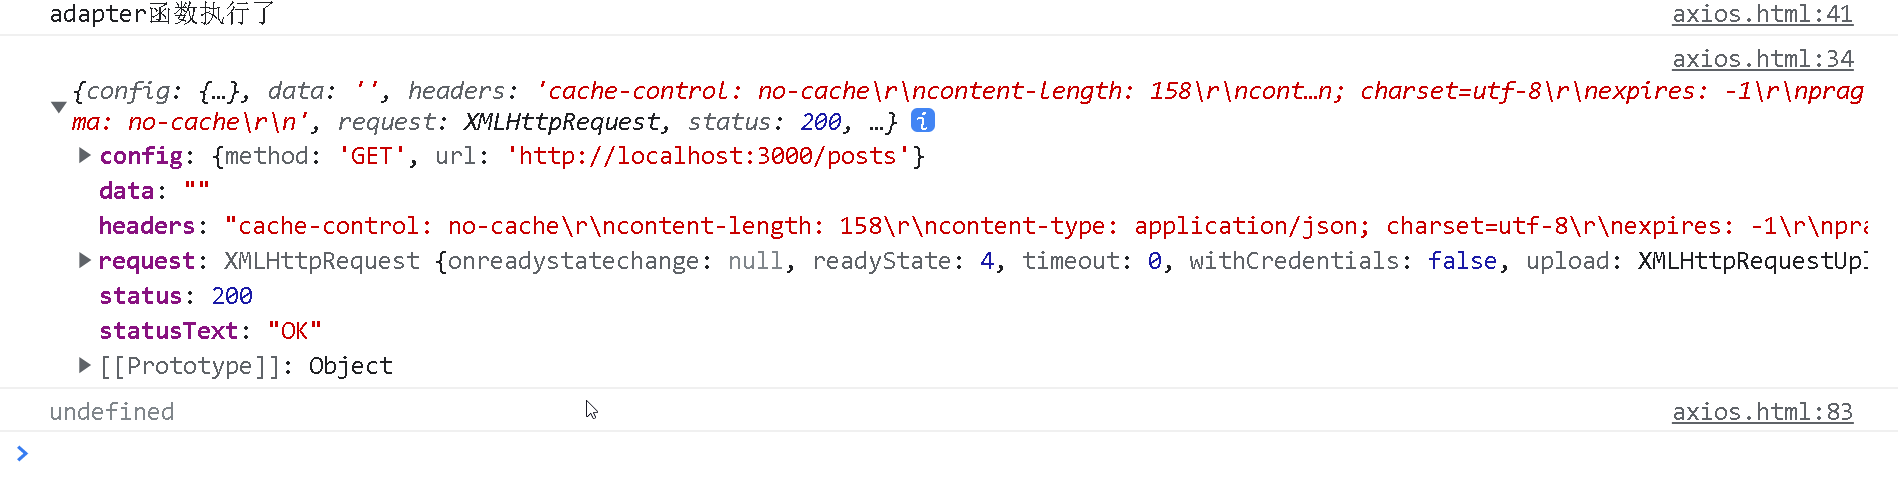 adapter函数执行了 axios.html:41
axios.html:34
{config: {…}, data: '', headers: 'cache-control: no-cache\r\ncontent-length: 158\r\ncont…n; charset=utf-8\r\nexpires: -1\r\nprag
ma: no-cache\r\n', request: XMLHttpRequest, status: 200, …} i
config: {method: 'GET', url: 'http://localhost:3000/posts'}
data: ""
headers: "cache-control: no-cache\r\ncontent-length: 158\r\ncontent-type: application/json; charset=utf-8\r\nexpires: -1\r\npra
request: XMLHttpRequest {onreadystatechange: null, readyState: 4, timeout: 0, withCredentials: false, upload: XMLHttpRequestUpl
status: 200
statusText: "OK"
[[Prototype]]: Object
undefined axios.html:83